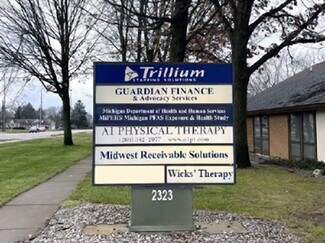 Trillium
STAFFING SOLUTIONS
GUARDIAN FINANCE
& Advocacy Services
Michigan Department of Health and Human Services
MiPEHS Michigan PFAS Exposure & Health Study
A1 PHYSICAL THERAPY
Midwest Receivable Solutions
Wicks' Therapy
2323